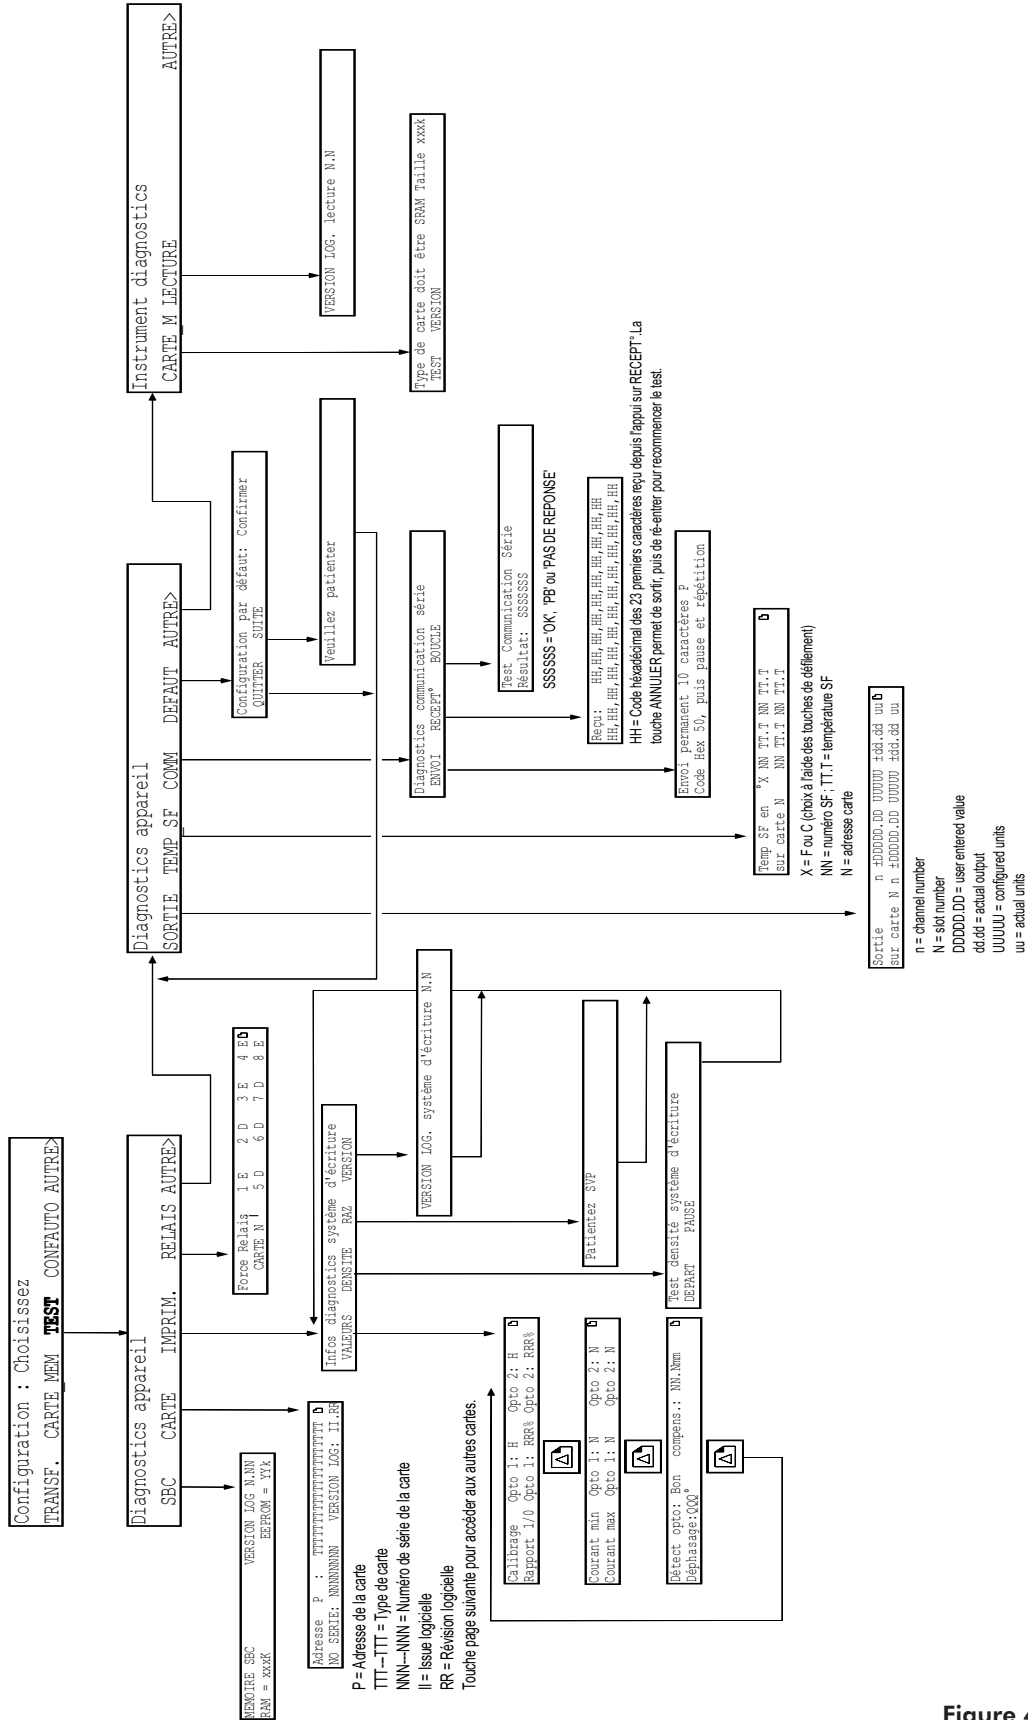 Configuration : Choisissez
TRANSF. CARTE MEM TEST CONFAUTO AUTRE>
Diagnostics appareil
SBC CARTE IMPRIM. RELAIS AUTRE>
MEMOIRE SBC VERSION LOG N.NN
RAM = xxxK EEPROM = YYk
Adresse P : TTTTTTTTTTTTTTTTTTTT
NO SERIE: NNNNNNNN VERSION LOG: II.RR
P = Adresse de la carte
TTT---TTT = Type de carte
NNN---NNN = Numéro de série de la carte
II = Issue logicielle
RR = Révision logicielle
Touche page suivante pour accéder aux autres cartes.
Force Relais 1 E 2 D 3 E 4 E
CARTE N 5 D 6 D 7 D 8 E
Infos diagnostics système d'écriture
VALEURS DENSITE RAZ VERSION
VERSION LOG. système d'écriture N.N
Patientez SVP
Test densité système d'écriture
DEPART PAUSE
Calibrage Opto 1: H Opto 2: H
Rapport 1/0 Opto 1: RRR% Opto 2: RRR%
Courant min Opto 1: N Opto 2: N
Courant max Opto 1: N Opto 2: N
Détect opto: Bon compens.: NN.Nmm
Déphasage:QQQ°
Diagnostics appareil
SORTIE TEMP SF COMM DEFAUT AUTRE>
Configuration par défaut: Confirmer
QUITTER SUITE
Veuillez patienter
Diagnostics communication série
ENVOI RECEPT° BOUCLE
Test Communication Série
Résultat: SSSSSSS
SSSSSS = 'OK', 'PB' ou 'PAS DE REPONSE'
Reçu: HH,HH,HH,HH,HH,HH,HH,HH,HH,HH
HH,HH,HH,HH,HH,HH,HH,HH,HH,HH,HH,HH,HH
HH = Code héxadécimal des 23 premiers caractères reçu depuis l'appui sur RECEPT°.La
touche ANNULER permet de sortir, puis de ré-entrer pour recommencer le test.
Envoi permanent 10 caractères P
Code Hex 50, puis pause et répétition
Temp SF en °X NN TT.T NN TT.T
sur carte N NN TT.T NN TT.T
X = F ou C (choix à l'aide des touches de défilement)
NN = numéro SF ; TT.T = température SF
N = adresse carte
Sortie n ±DDDDD.DD UUUUU ±dd.dd uu
sur carte N n ±DDDDD.DD UUUUU ±dd.dd uu
n = channel number
N = slot number
DDDDD.DD = user entered value
dd.dd = actual output
UUUUU = configured units
uu = actual units
Instrument diagnostics AUTRE>
CARTE M LECTURE
VERSION LOG. lecture N.N
Type de carte doit être SRAM Taille xxxk
TEST VERSION
Figure